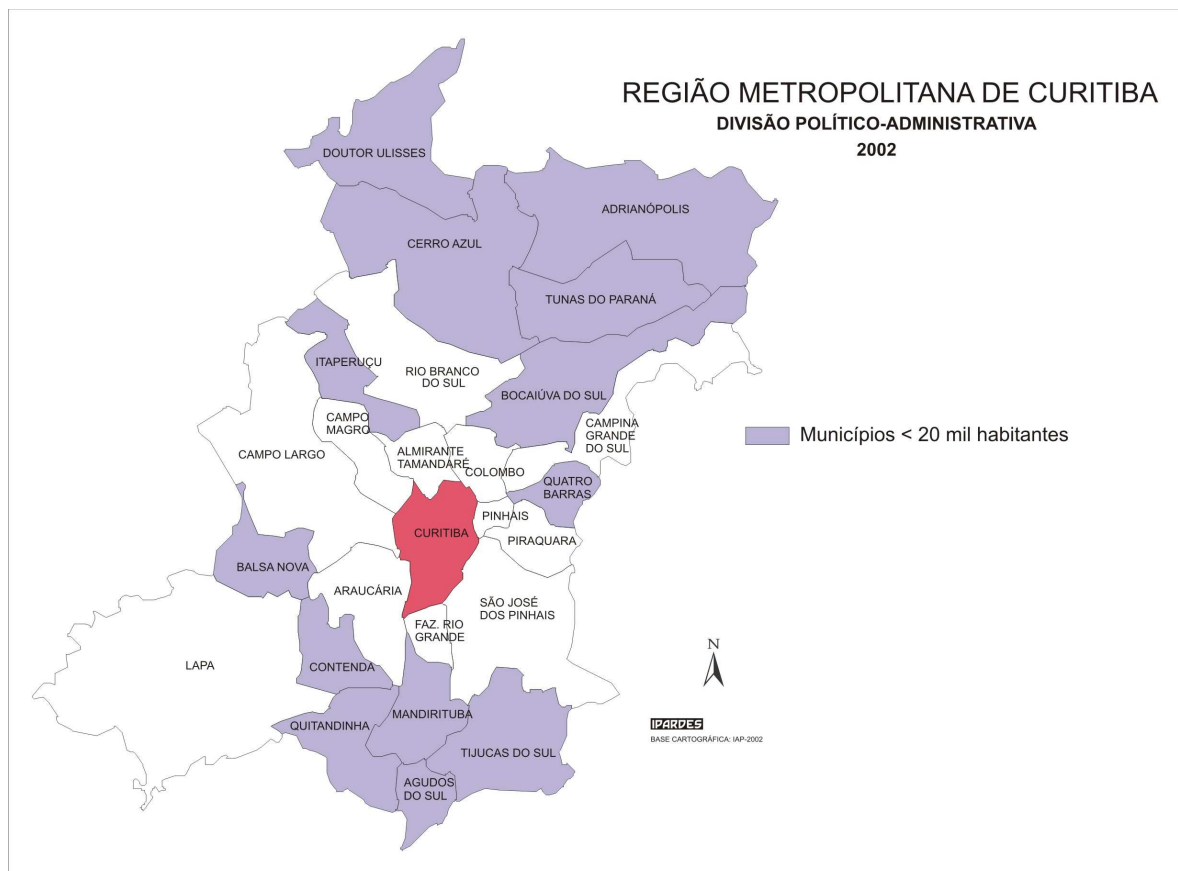 REGIÃO METROPOLITANA DE CURITIBA
DIVISÃO POLÍTICO-ADMINISTRATIVA
2002
DOUTOR ULISSES
ADRIANÓPOLIS
CERRO AZUL
TUNAS DO PARANÁ
ITAPERUÇU
RIO BRANCO
DO SUL
BOCAIÚVA DO SUL
CAMPO
MAGRO
CAMPINA
GRANDE
DO SUL
Municípios < 20 mil habitantes
CAMPO LARGO
ALMIRANTE
TAMANDARÉ
COLOMBO
QUATRO
BARRAS
PINHAIS
CURITIBA
PIRAQUARA
BALSA NOVA
ARAUCÁRIA
SÃO JOSÉ
DOS PINHAIS
FAZ. RIO
GRANDE
LAPA
CONTENDA
N
MANDIRITUBA
QUITANDINHA
IPARDES
BASE CARTOGRÁFICA: IAP-2002
TIJUCAS DO SUL
AGUDOS
DO SUL